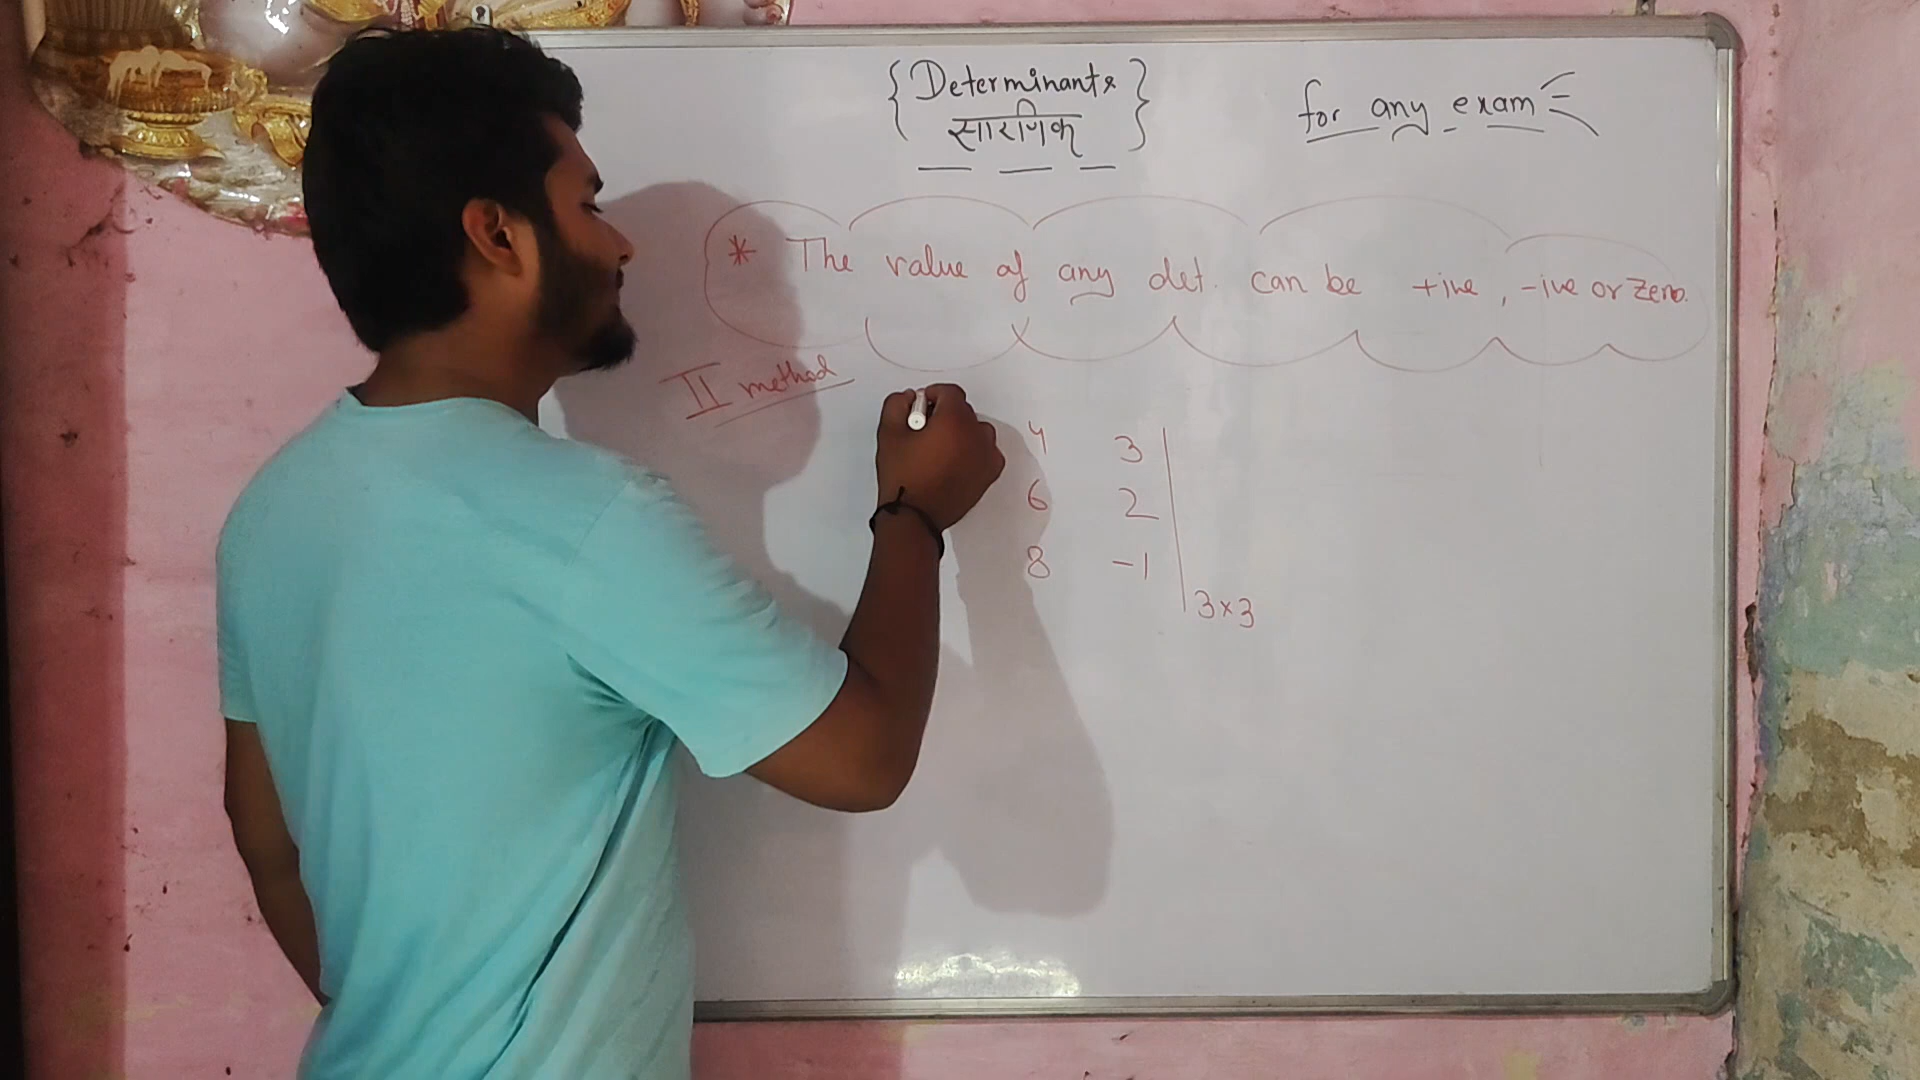 {Determinants}
सारणिक
for any exam
* The value of any det. can be +ive, -ive or zero.
II method
4 3
6 2
8 -1
3×3